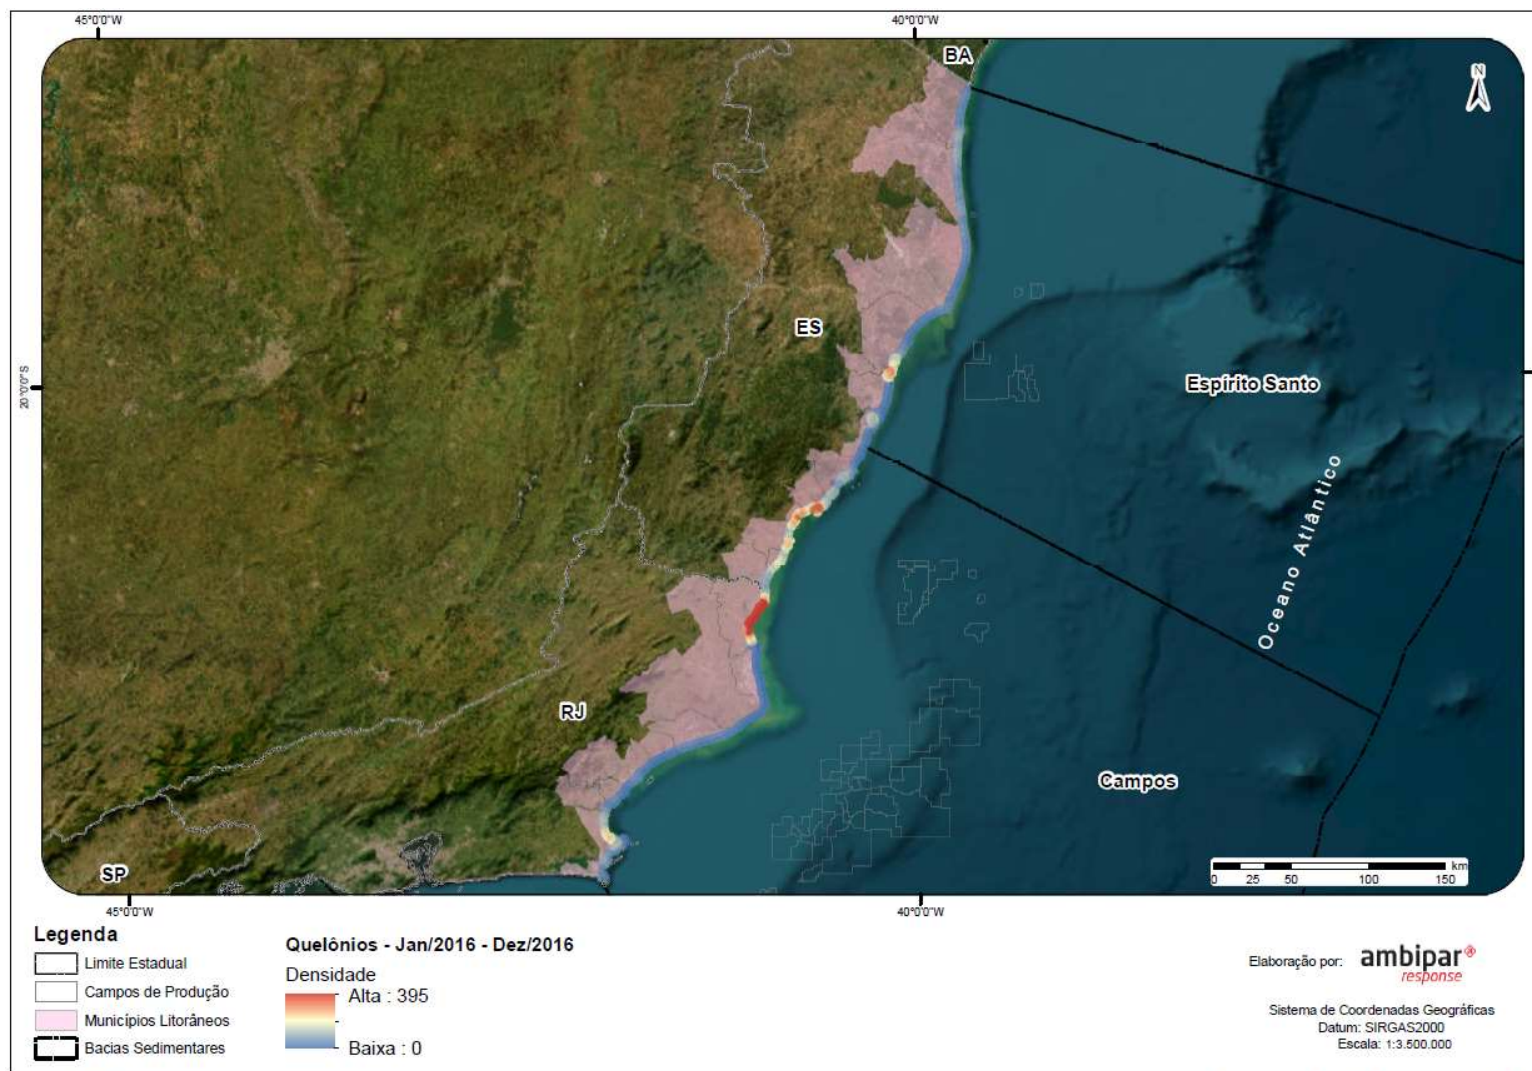 45°0'0"W
40°0'0"W
BA
N
ES
20°0'0"S
Espírito Santo
Oceano Atlântico
RJ
Campos
SP
km
0 25 50 100 150
45°0'0"W
40°0'0"W
Legenda
Limite Estadual
Campos de Produção
Municípios Litorâneos
Bacias Sedimentares
Quelônios - Jan/2016 - Dez/2016
Densidade
Alta : 395
Baixa : 0
Elaboração por:
ambipar
response
Sistema de Coordenadas Geográficas
Datum: SIRGAS2000
Escala: 1:3.500.000